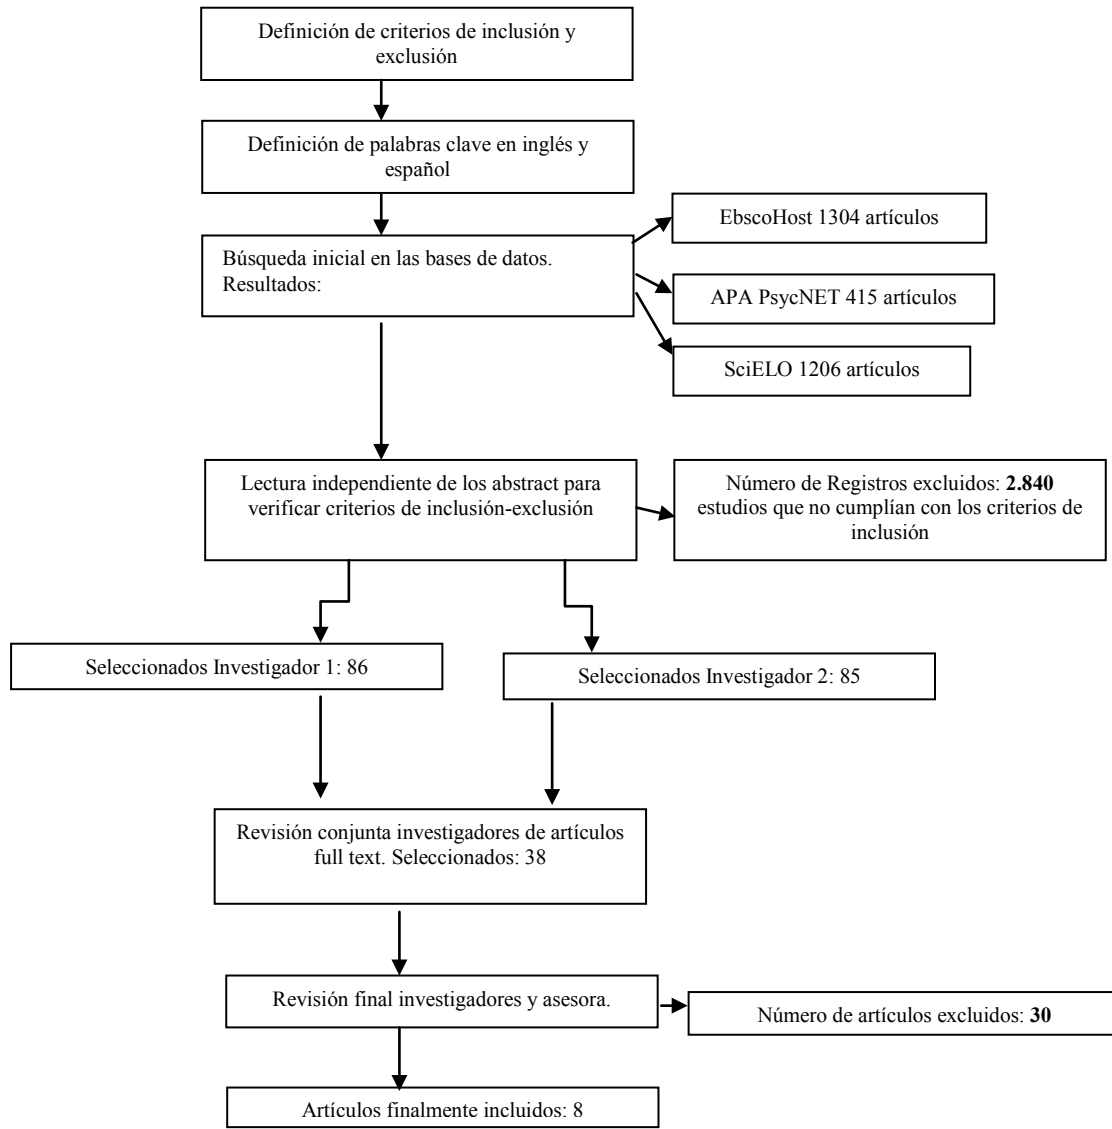 Definición de criterios de inclusión y
exclusión
Definición de palabras clave en inglés y
español
Búsqueda inicial en las bases de datos.
Resultados:
EbscoHost 1304 artículos
APA PsycNET 415 artículos
SciELO 1206 artículos
Lectura independiente de los abstract para
verificar criterios de inclusión-exclusión
Número de Registros excluidos: 2.840
estudios que no cumplían con los criterios de
inclusión
Seleccionados Investigador 1: 86
Seleccionados Investigador 2: 85
Revisión conjunta investigadores de artículos
full text. Seleccionados: 38
Revisión final investigadores y asesora.
Número de artículos excluidos: 30
Artículos finalmente incluidos: 8